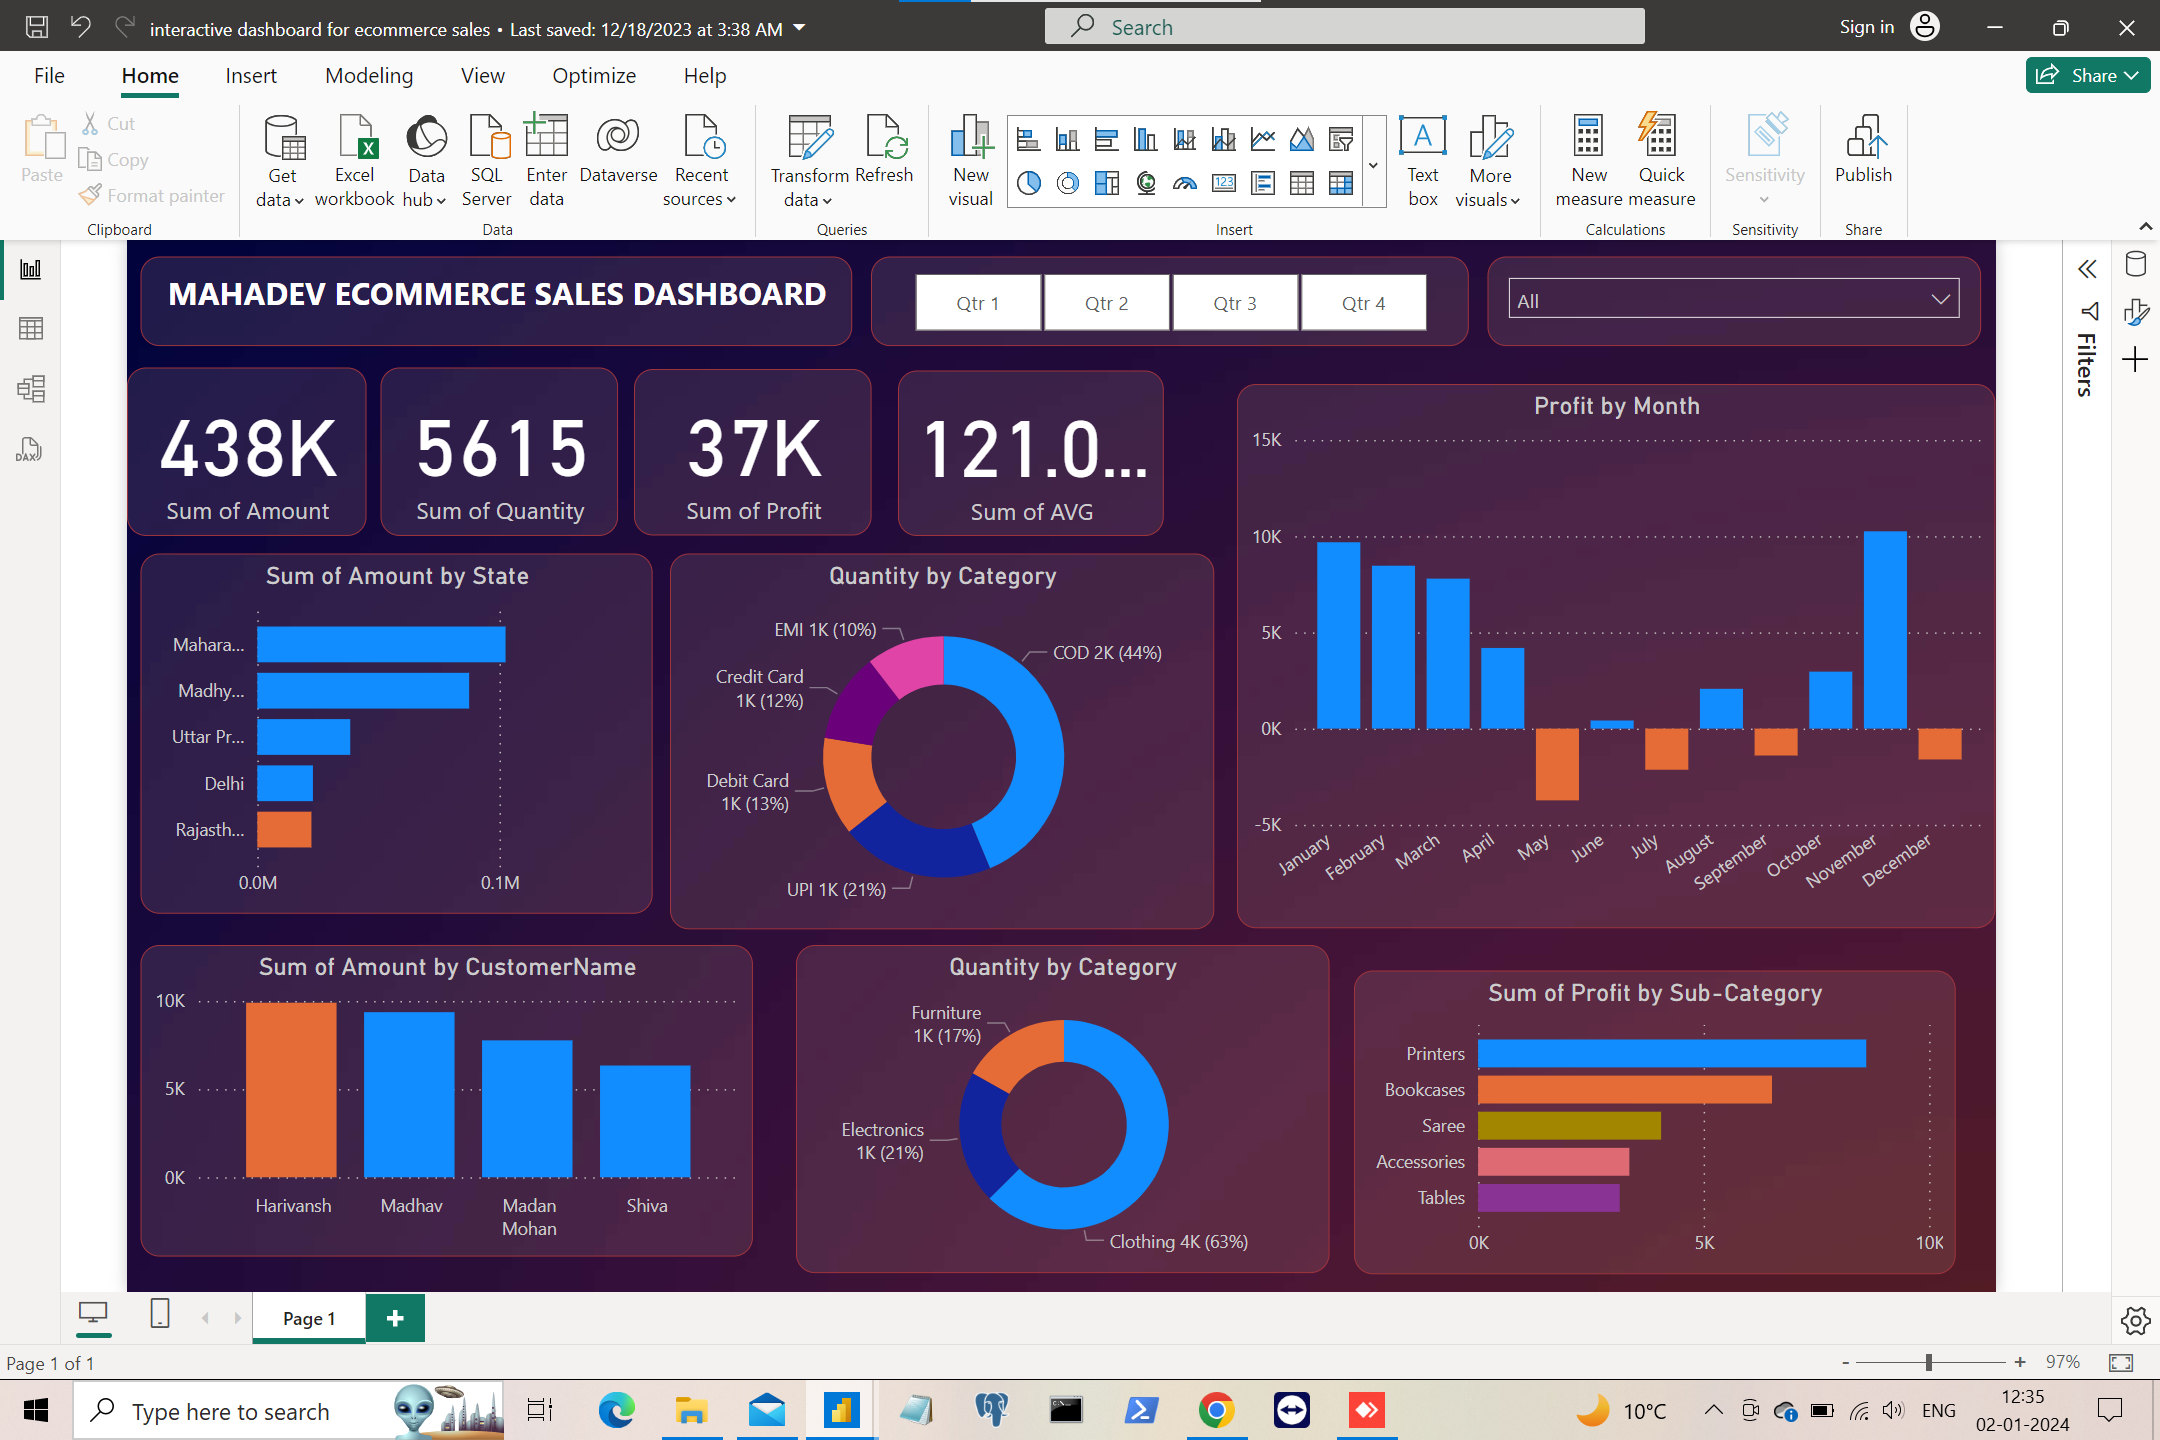 interactive dashboard for ecommerce sales • Last saved: 12/18/2023 at 3:38 AM
Search
Sign in
File Home Insert Modeling View Optimize Help
Share
Paste
Cut
Copy
Format painter
Clipboard
Get data
Excel workbook
Data hub
SQL Server
Enter data
Dataverse
Recent sources
Data
Transform data
Refresh
Queries
New visual
123
A
Text box
More visuals
Insert
New measure
Quick measure
Calculations
Sensitivity
Sensitivity
Publish
Share
DAX
Filters
MAHADEV ECOMMERCE SALES DASHBOARD
Qtr 1 Qtr 2 Qtr 3 Qtr 4
All
438K
Sum of Amount
5615
Sum of Quantity
37K
Sum of Profit
121.0...
Sum of AVG
Profit by Month
15K
10K
5K
0K
-5K
January February March April May June July August September October November December
Sum of Amount by State
Mahara...
Madhy...
Uttar Pr...
Delhi
Rajasth...
0.0M 0.1M
Quantity by Category
EMI 1K (10%)
COD 2K (44%)
Credit Card
1K (12%)
Debit Card
1K (13%)
UPI 1K (21%)
Sum of Amount by CustomerName
10K
5K
0K
Harivansh Madhav Madan Mohan Shiva
Quantity by Category
Furniture
1K (17%)
Electronics
1K (21%)
Clothing 4K (63%)
Sum of Profit by Sub-Category
Printers
Bookcases
Saree
Accessories
Tables
0K 5K 10K
Page 1
Page 1 of 1
- + 97%
Type here to search
10°C
ENG
12:35
02-01-2024